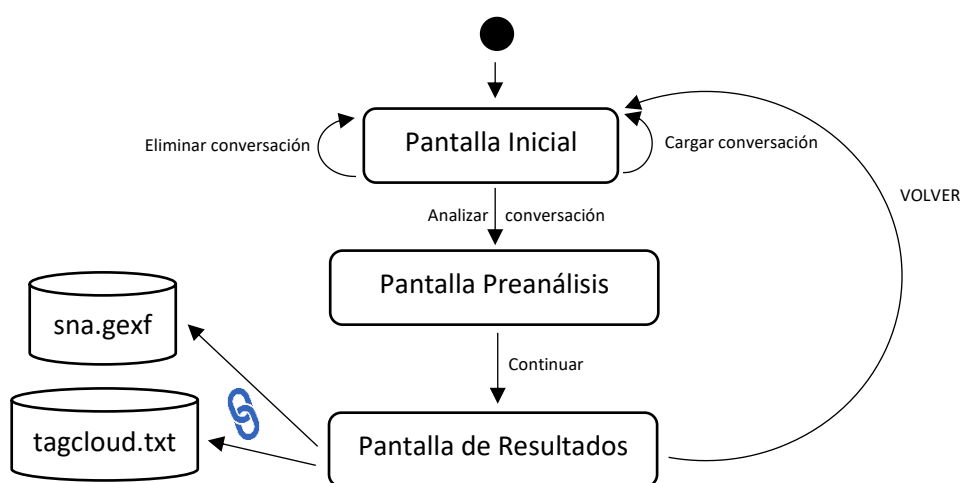 Pantalla Inicial
Eliminar conversación
Cargar conversación
VOLVER
Analizar conversación
Pantalla Preanálisis
sna.gexf
Continuar
tagcloud.txt
Pantalla de Resultados